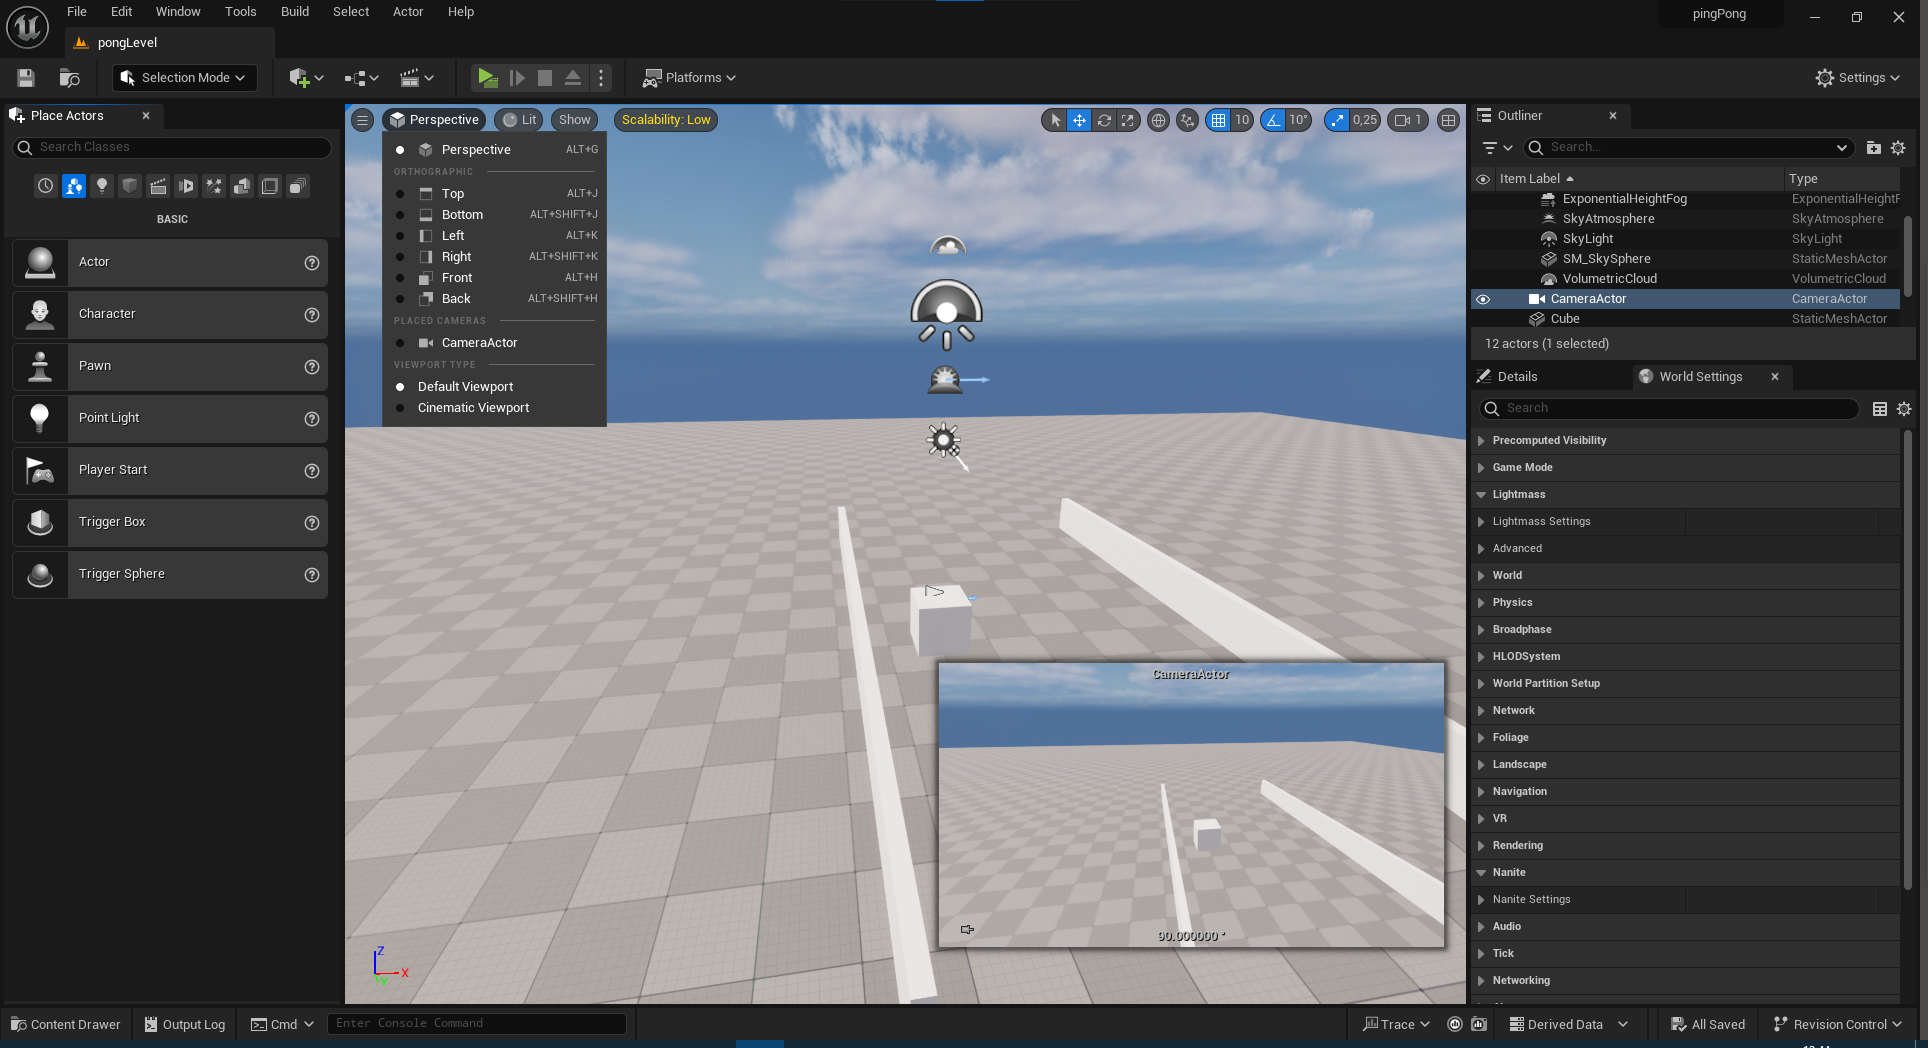 File Edit Window Tools Build Select Actor Help
pingPong
pongLevel
Selection Mode
Platforms
Settings
Place Actors
Search Classes
BASIC
Actor
Character
Pawn
Point Light
Player Start
Trigger Box
Trigger Sphere
Perspective Lit Show Scalability: Low
10 10° 0,25 1
Perspective ALT+G
ORTHOGRAPHIC
Top ALT+J
Bottom ALT+SHIFT+J
Left ALT+K
Right ALT+SHIFT+K
Front ALT+H
Back ALT+SHIFT+H
PLACED CAMERAS
CameraActor
VIEWPORT TYPE
Default Viewport
Cinematic Viewport
CameraActor
90.000000 °
Z
X
Y
Outliner
Search...
Item Label Type
ExponentialHeightFog ExponentialHeightF
SkyAtmosphere SkyAtmosphere
SkyLight SkyLight
SM_SkySphere StaticMeshActor
VolumetricCloud VolumetricCloud
CameraActor CameraActor
Cube StaticMeshActor
12 actors (1 selected)
Details World Settings
Search
Precomputed Visibility
Game Mode
Lightmass
Lightmass Settings
Advanced
World
Physics
Broadphase
HLODSystem
World Partition Setup
Network
Foliage
Landscape
Navigation
VR
Rendering
Nanite
Nanite Settings
Audio
Tick
Networking
Content Drawer Output Log Cmd Enter Console Command
Trace Derived Data All Saved Revision Control